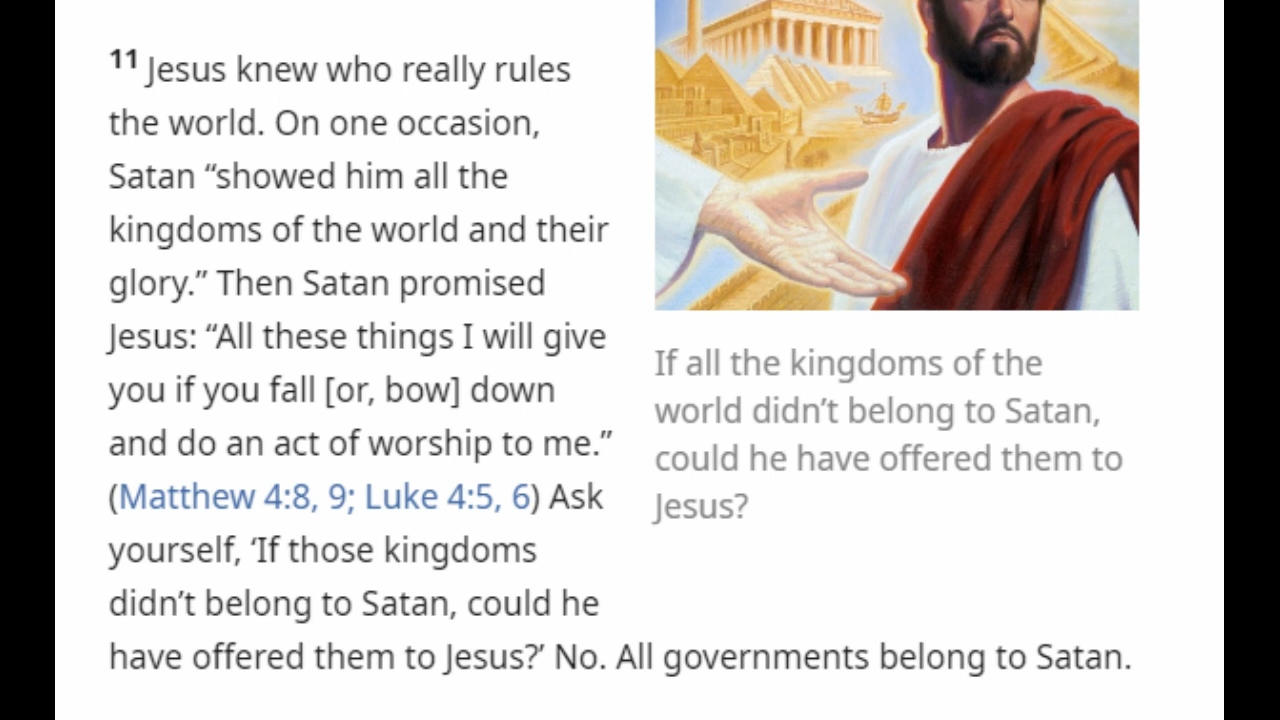 11 Jesus knew who really rules
the world. On one occasion,
Satan “showed him all the
kingdoms of the world and their
glory.” Then Satan promised
Jesus: “All these things I will give
you if you fall [or, bow] down
and do an act of worship to me.”
(Matthew 4:8, 9; Luke 4:5, 6) Ask
yourself, ‘If those kingdoms
didn’t belong to Satan, could he
have offered them to Jesus?’ No. All governments belong to Satan.
If all the kingdoms of the
world didn’t belong to Satan,
could he have offered them to
Jesus?